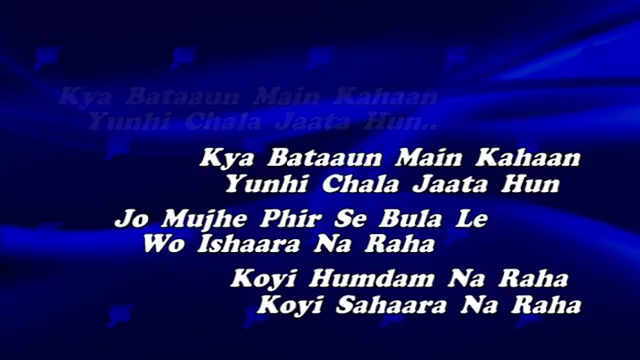 Kya Bataaun Main Kahaan
Yunhi Chala Jaata Hun..
Kya Bataaun Main Kahaan
Yunhi Chala Jaata Hun
Jo Mujhe Phir Se Bula Le
Wo Ishaara Na Raha
Koyi Humdam Na Raha
Koyi Sahaara Na Raha